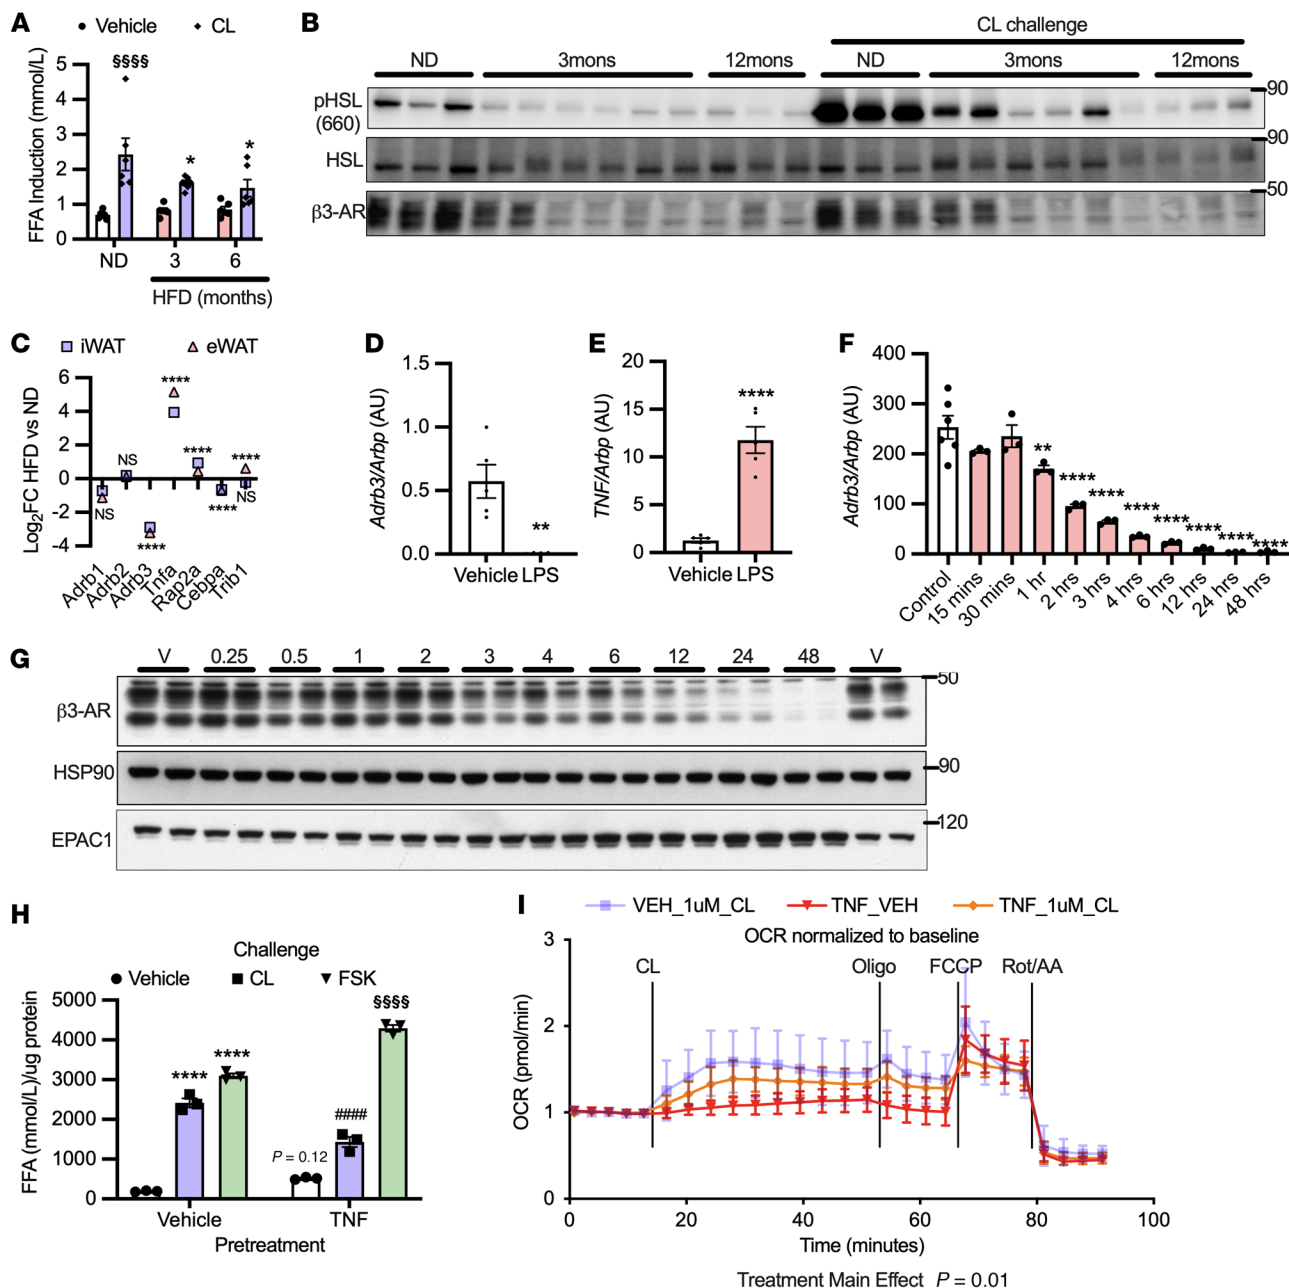 A
Vehicle CL
FFA Induction (mmol/L)
5
4
3
2
1
0
§§§§
*
*
ND 3 6
HFD (months)
B
CL challenge
ND 3mons 12mons ND 3mons 12mons
pHSL
(660)
90
HSL
90
β3-AR
50
C
iWAT eWAT
Log2FC HFD vs ND
6
4
2
0
-2
-4
NS
NS
****
****
****
****
****
NS
Adrb1
Adrb2
Adrb3
Tnfa
Rap2a
Cebpa
Trib1
D
Adrb3/Arbp (AU)
1.5
1.0
0.5
0.0
**
Vehicle LPS
E
TNF/Arbp (AU)
20
15
10
5
0
****
Vehicle LPS
F
Adrb3/Arbp (AU)
400
300
200
100
0
**
****
****
****
****
****
****
****
Control
15 mins
30 mins
1 hr
2 hrs
3 hrs
4 hrs
6 hrs
12 hrs
24 hrs
48 hrs
G
V 0.25 0.5 1 2 3 4 6 12 24 48 V
β3-AR
50
HSP90
90
EPAC1
120
H
Challenge
Vehicle CL FSK
FFA (mmol/L)/ug protein
5000
4000
3000
2000
1000
0
****
****
P = 0.12
####
§§§§
Vehicle TNF
Pretreatment
I
VEH_1uM_CL TNF_VEH TNF_1uM_CL
OCR normalized to baseline
CL Oligo FCCP Rot/AA
OCR (pmol/min)
3
2
1
0
0 20 40 60 80 100
Time (minutes)
Treatment Main Effect P = 0.01